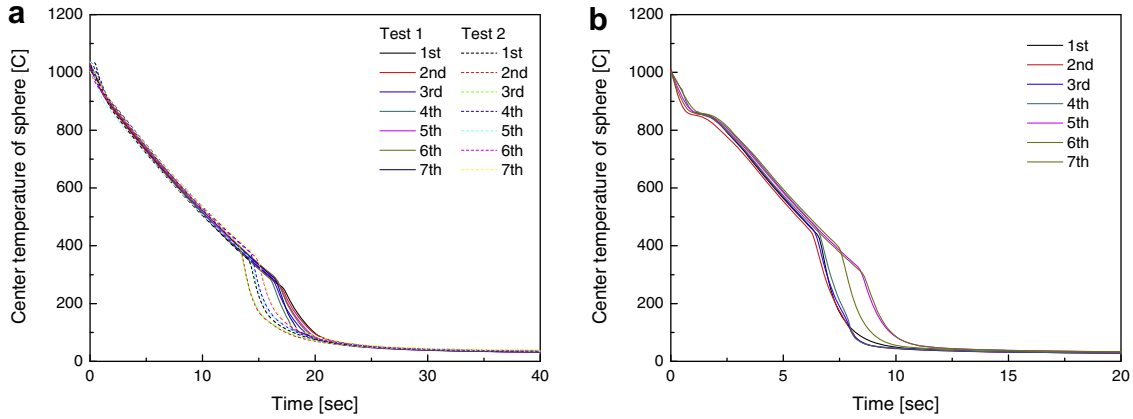 a
1200
1000
800
600
400
200
0
0
10
20
30
40
Center temperature of sphere [C]
Time [sec]
Test 1 Test 2
1st 1st
2nd 2nd
3rd 3rd
4th 4th
5th 5th
6th 6th
7th 7th
b
1200
1000
800
600
400
200
0
0
5
10
15
20
Center temperature of sphere [C]
Time [sec]
1st
2nd
3rd
4th
5th
6th
7th